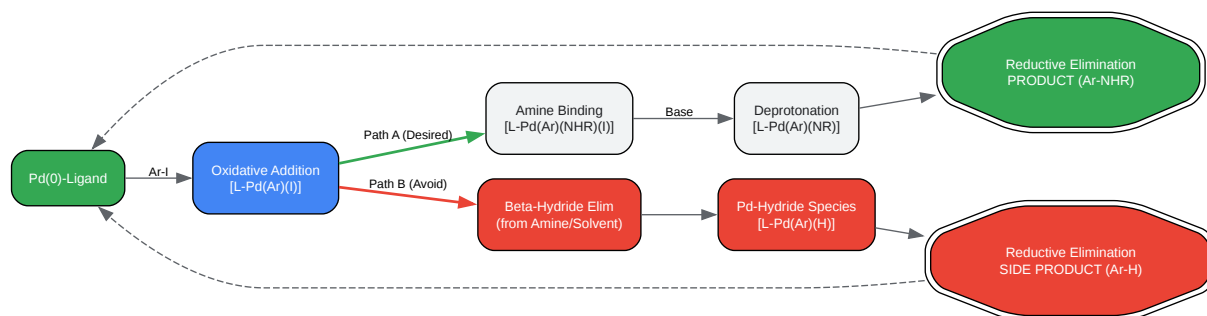 Reductive Elimination
PRODUCT (Ar-NHR)
Amine Binding
[L-Pd(Ar)(NHR)(I)]
Base
Deprotonation
[L-Pd(Ar)(NR)]
Path A (Desired)
Pd(0)-Ligand
Ar-I
Oxidative Addition
[L-Pd(Ar)(I)]
Path B (Avoid)
Beta-Hydride Elim
(from Amine/Solvent)
Pd-Hydride Species
[L-Pd(Ar)(H)]
Reductive Elimination
SIDE PRODUCT (Ar-H)